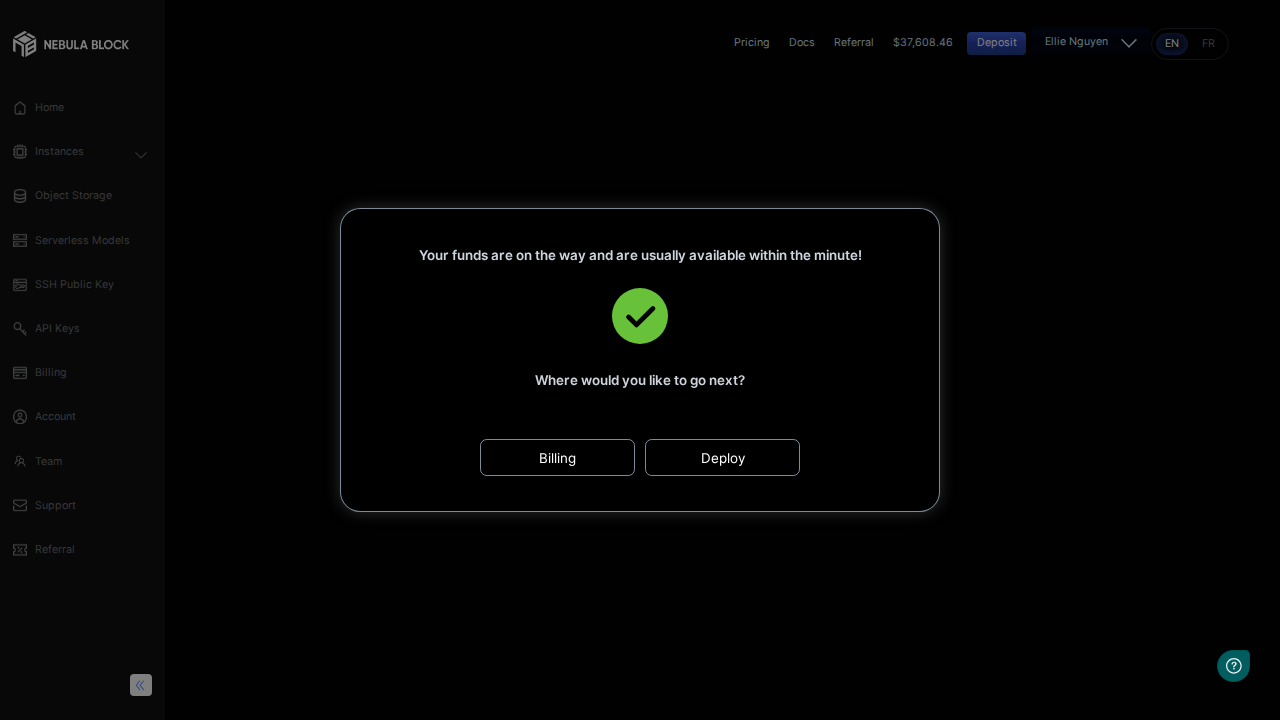 NEBULA BLOCK
Pricing
Docs
Referral
$37,608.46
Deposit
Ellie Nguyen
EN
FR
Home
Instances
Object Storage
Serverless Models
SSH Public Key
API Keys
Billing
Account
Team
Support
Referral
Your funds are on the way and are usually available within the minute!
Where would you like to go next?
Billing
Deploy